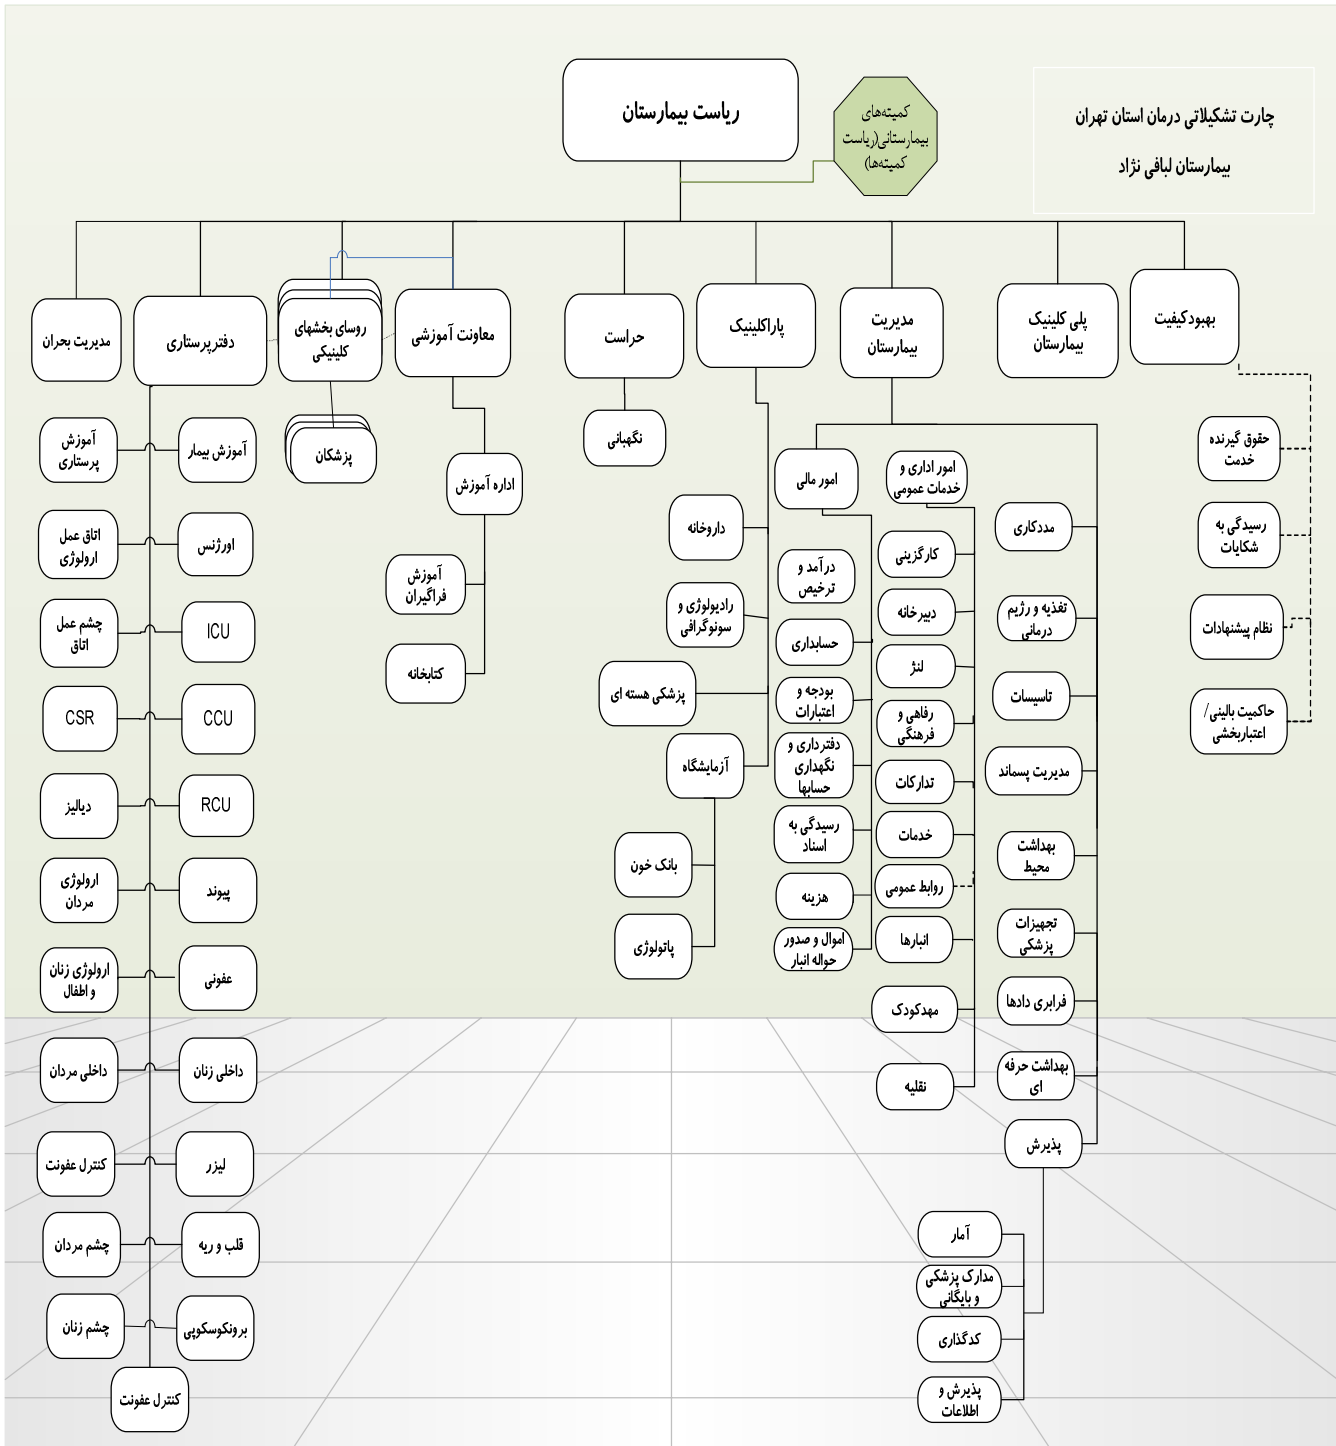 چارت تشکیلاتی درمان استان تهران
بیمارستان لبافی نژاد
ریاست بیمارستان
کمیته‌های
بیمارستانی(ریاست
کمیته‌ها)
بهبودکیفیت
پلی کلینیک
بیمارستان
مدیریت
بیمارستان
پاراکلینیک
حراست
معاونت آموزشی
روسای بخشهای
کلینیکی
دفترپرستاری
مدیریت بحران
حقوق گیرنده
خدمت
رسیدگی به
شکایات
نظام پیشنهادات
حاکمیت بالینی/
اعتباربخشی
مددکاری
تغذیه و رژیم
درمانی
تاسیسات
مدیریت پسماند
بهداشت
محیط
تجهیزات
پزشکی
فرابری دادها
بهداشت حرفه
ای
پذیرش
آمار
مدارک پزشکی
و بایگانی
کدگذاری
پذیرش و
اطلاعات
امور اداری و
خدمات عمومی
کارگزینی
دبیرخانه
لنژ
رفاهی و
فرهنگی
تدارکات
خدمات
روابط عمومی
انبارها
مهدکودک
نقلیه
امور مالی
درآمد و
ترخیص
حسابداری
بودجه و
اعتبارات
دفترداری و
نگهداری
حسابها
رسیدگی به
اسناد
هزینه
اموال و صدور
حواله انبار
داروخانه
رادیولوژی و
سونوگرافی
پزشکی هسته ای
آزمایشگاه
بانک خون
پاتولوژی
نگهبانی
اداره آموزش
آموزش
فراگیران
کتابخانه
پزشکان
آموزش بیمار
آموزش
پرستاری
اورژنس
اتاق عمل
ارولوژی
ICU
چشم عمل
اتاق
CCU
CSR
RCU
دیالیز
پیوند
ارولوژی
مردان
عفونی
ارولوژی زنان
و اطفال
داخلی زنان
داخلی مردان
لیزر
کنترل عفونت
قلب و ریه
چشم مردان
برونکوسکوپی
چشم زنان
کنترل عفونت